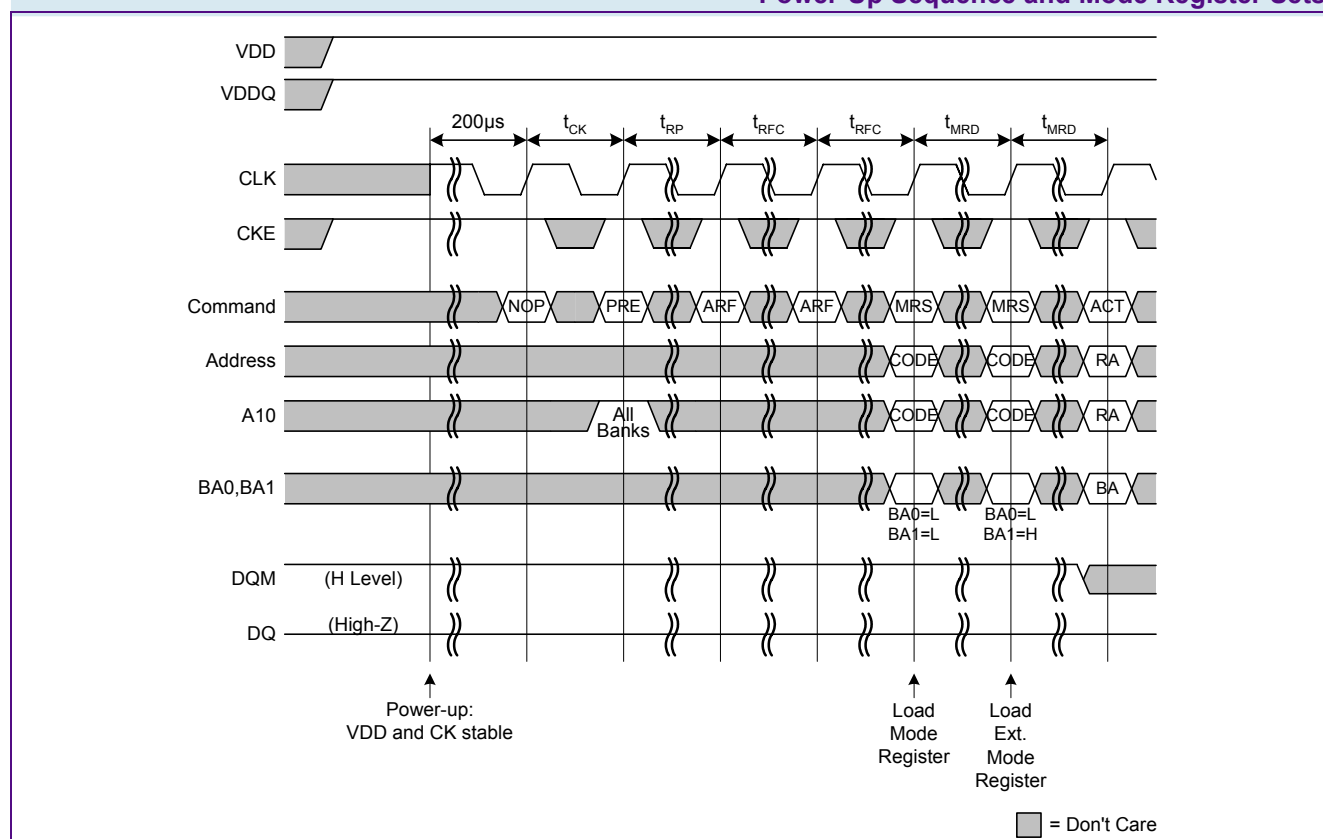 Power-Up Sequence and Mode Register Sets
VDD
VDDQ
200µs tCK tRP tRFC tRFC tMRD tMRD
CLK
CKE
Command NOP PRE ARF ARF MRS MRS ACT
Address CODE CODE RA
A10 All Banks CODE CODE RA
BA0,BA1 BA
BA0=L BA0=L
BA1=L BA1=H
DQM (H Level)
DQ (High-Z)
Power-up:
VDD and CK stable
Load
Mode
Register
Load
Ext.
Mode
Register
= Don't Care